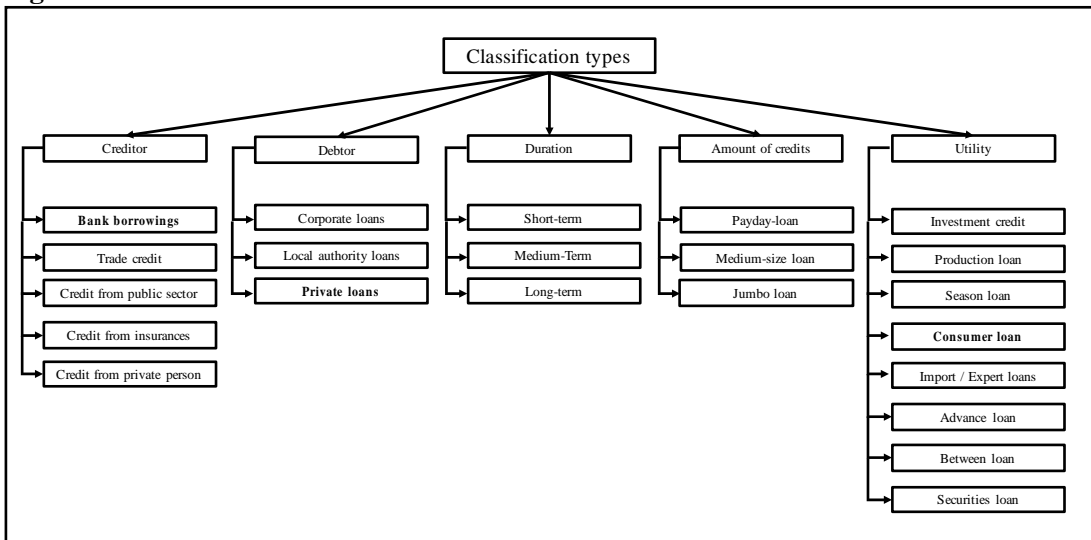 Classification types
Creditor
Debtor
Duration
Amount of credits
Utility
Bank borrowings
Trade credit
Credit from public sector
Credit from insurances
Credit from private person
Corporate loans
Local authority loans
Private loans
Short-term
Medium-Term
Long-term
Payday-loan
Medium-size loan
Jumbo loan
Investment credit
Production loan
Season loan
Consumer loan
Import / Expert loans
Advance loan
Between loan
Securities loan